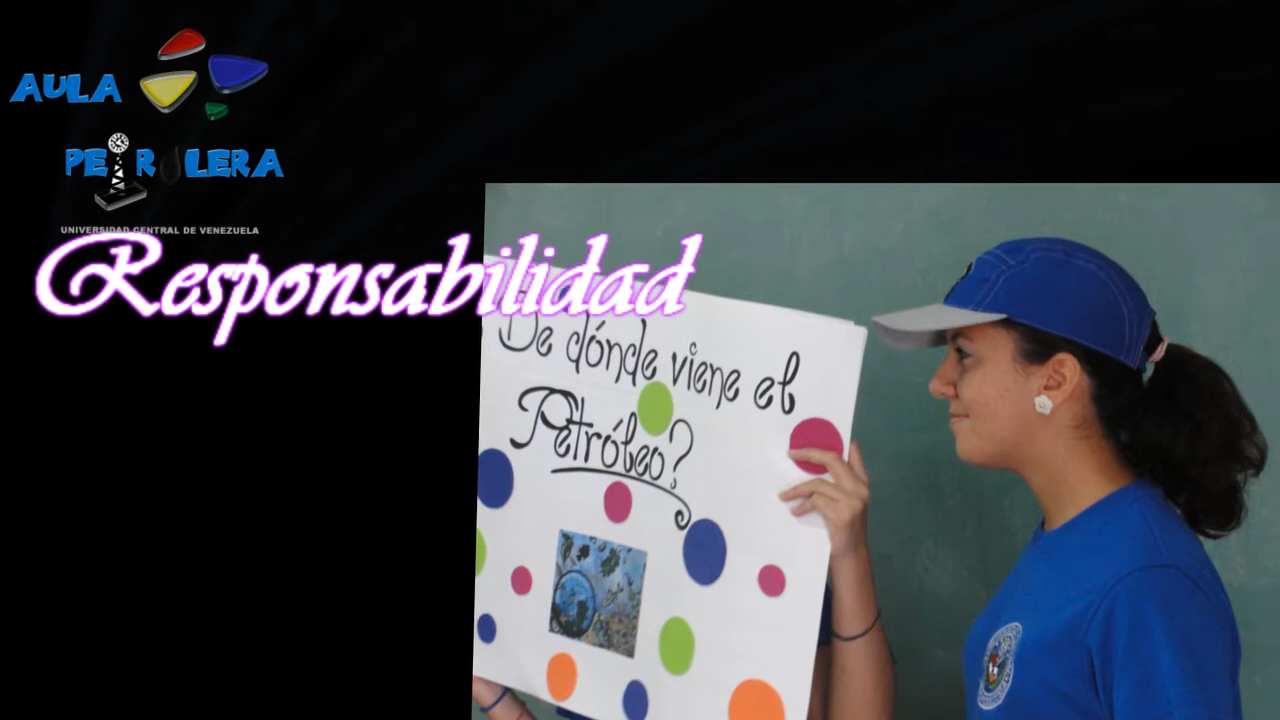 AULA
PETROLERA
UNIVERSIDAD CENTRAL DE VENEZUELA
Responsabilidad
De dónde viene el
Petróleo?